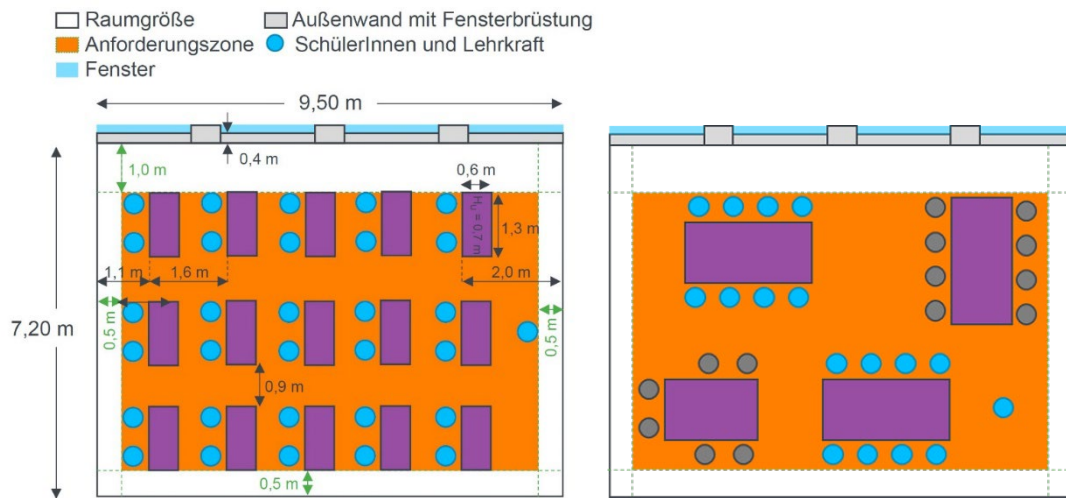 Raumgröße
Außenwand mit Fensterbrüstung
Anforderungszone
SchülerInnen und Lehrkraft
Fenster
9,50 m
0,4 m
1,0 m
0,6 m
Hₙ = 0,7 m
1,3 m
1,1 m
1,6 m
2,0 m
7,20 m
0,5 m
0,5 m
0,9 m
0,5 m